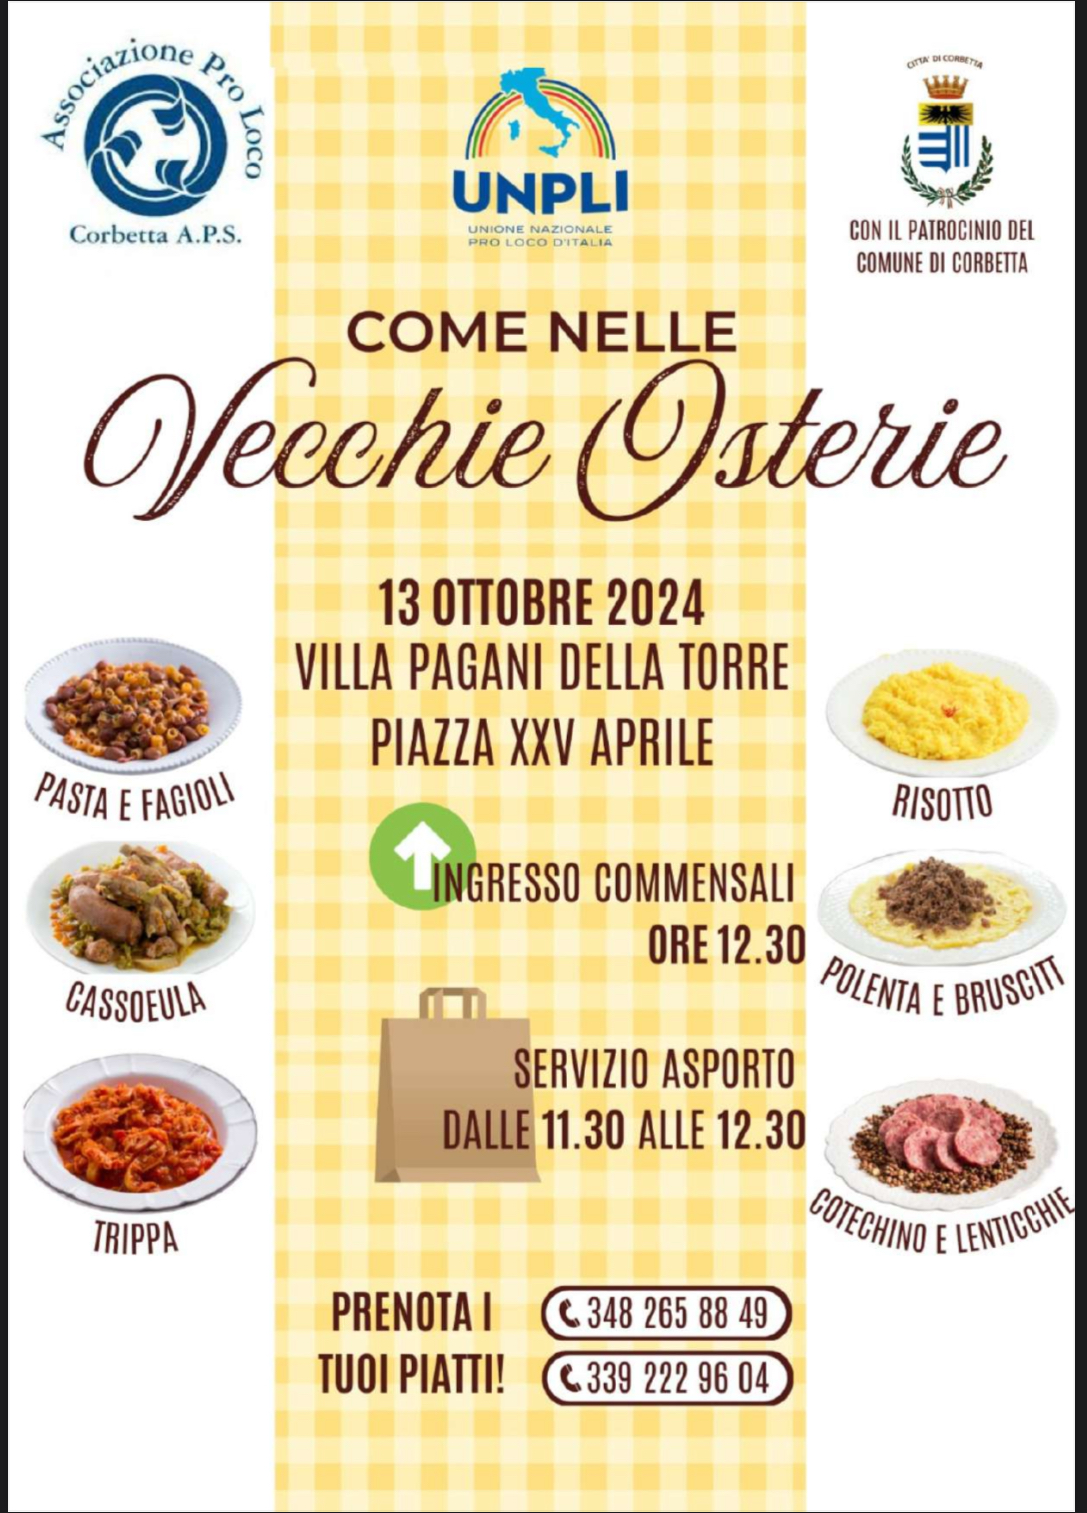 Associazione Pro Loco
Corbetta A.P.S.
UNPLI
UNIONE NAZIONALE
PRO LOCO D'ITALIA
CITTA' DI CORBETTA
CON IL PATROCINIO DEL
COMUNE DI CORBETTA
COME NELLE
Vecchie Osterie
13 OTTOBRE 2024
VILLA PAGANI DELLA TORRE
PIAZZA XXV APRILE
PASTA E FAGIOLI
RISOTTO
INGRESSO COMMENSALI
ORE 12.30
CASSOEULA
POLENTA E BRUSCITT
SERVIZIO ASPORTO
DALLE 11.30 ALLE 12.30
TRIPPA
COTECHINO E LENTICCHIE
PRENOTA I
TUOI PIATTI!
348 265 88 49
339 222 96 04